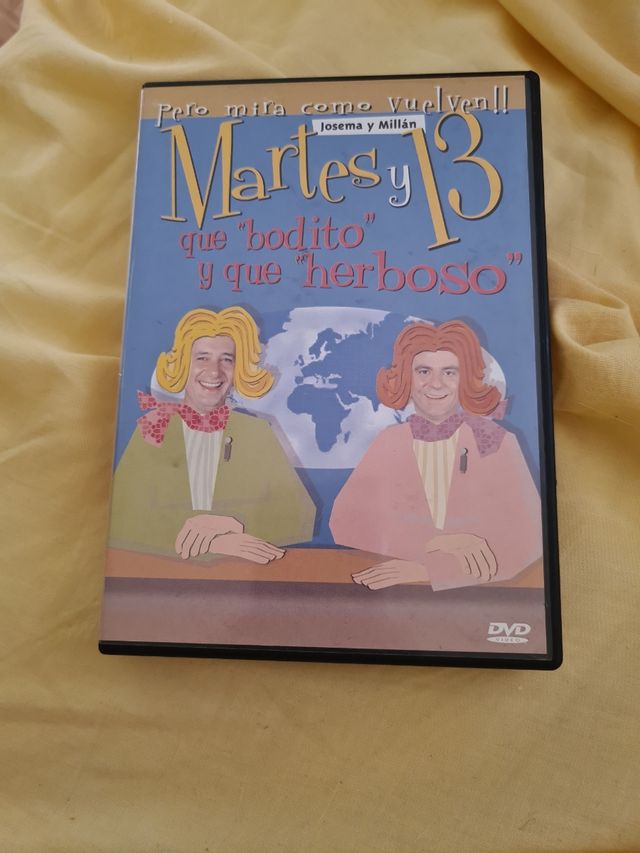 Pero mira como vuelven!!
Josema y Millán
Martes y 13
que "bodito"
y que "herboso"
DVD
VIDEO